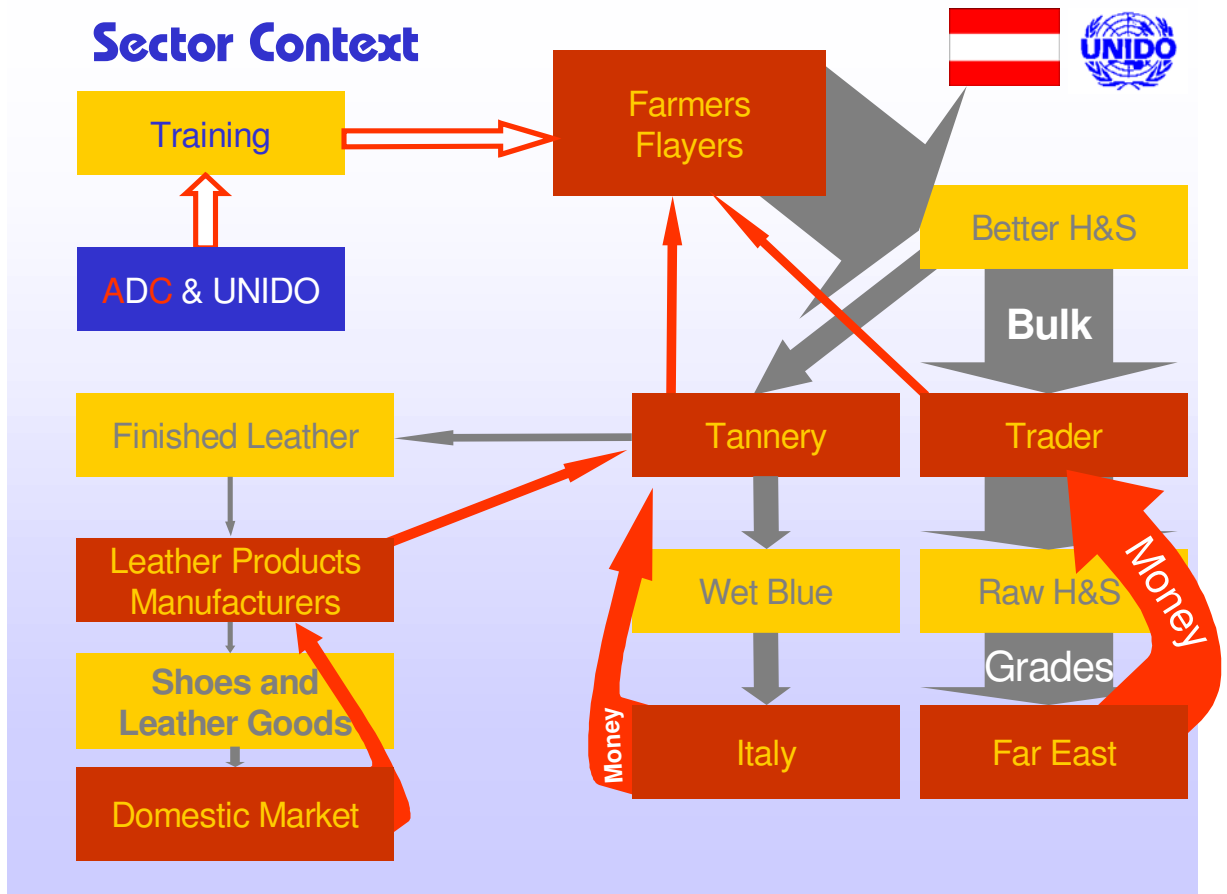 Sector Context
UNIDO
Training
Farmers
Flayers
ADC & UNIDO
Better H&S
Bulk
Finished Leather
Tannery
Trader
Leather Products
Manufacturers
Wet Blue
Raw H&S
Money
Shoes and
Leather Goods
Grades
Money
Italy
Far East
Domestic Market